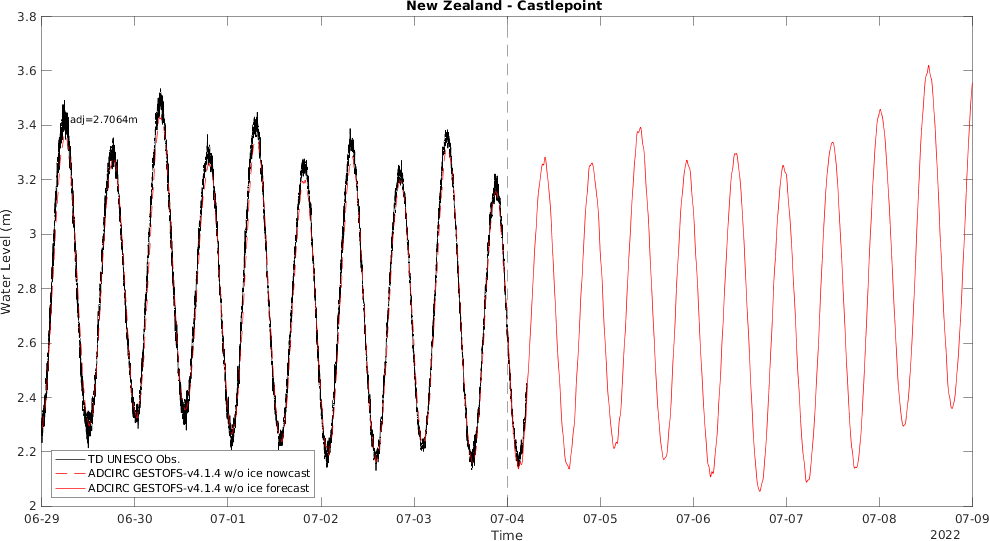 New Zealand - Castlepoint
3.8
3.6
3.4
3.2
3
2.8
2.6
2.4
2.2
2
Water Level (m)
adj=2.7064m
TD UNESCO Obs.
ADCIRC GESTOFS-v4.1.4 w/o ice nowcast
ADCIRC GESTOFS-v4.1.4 w/o ice forecast
06-29 06-30 07-01 07-02 07-03 07-04 07-05 07-06 07-07 07-08 07-09
Time
2022